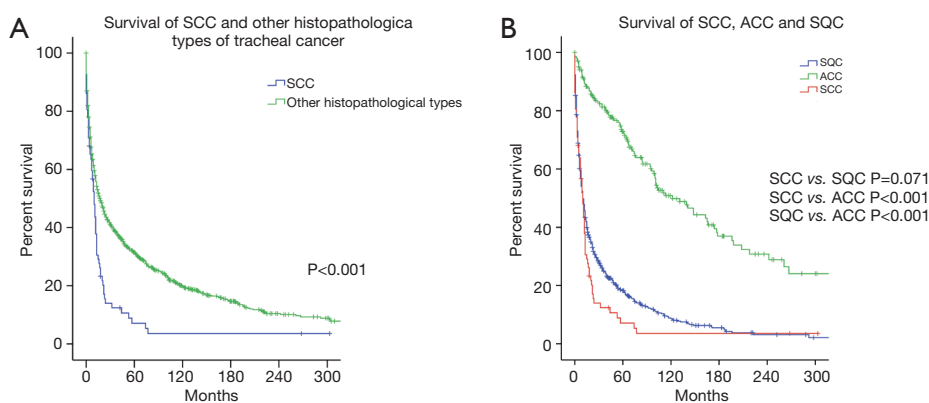 A
Survival of SCC and other histopathologica
types of tracheal cancer
100
80
60
40
20
0
Percent survival
SCC
Other histopathological types
P<0.001
0 60 120 180 240 300
Months
B
Survival of SCC, ACC and SQC
100
80
60
40
20
0
Percent survival
SQC
ACC
SCC
SCC vs. SQC P=0.071
SCC vs. ACC P<0.001
SQC vs. ACC P<0.001
0 60 120 180 240 300
Months